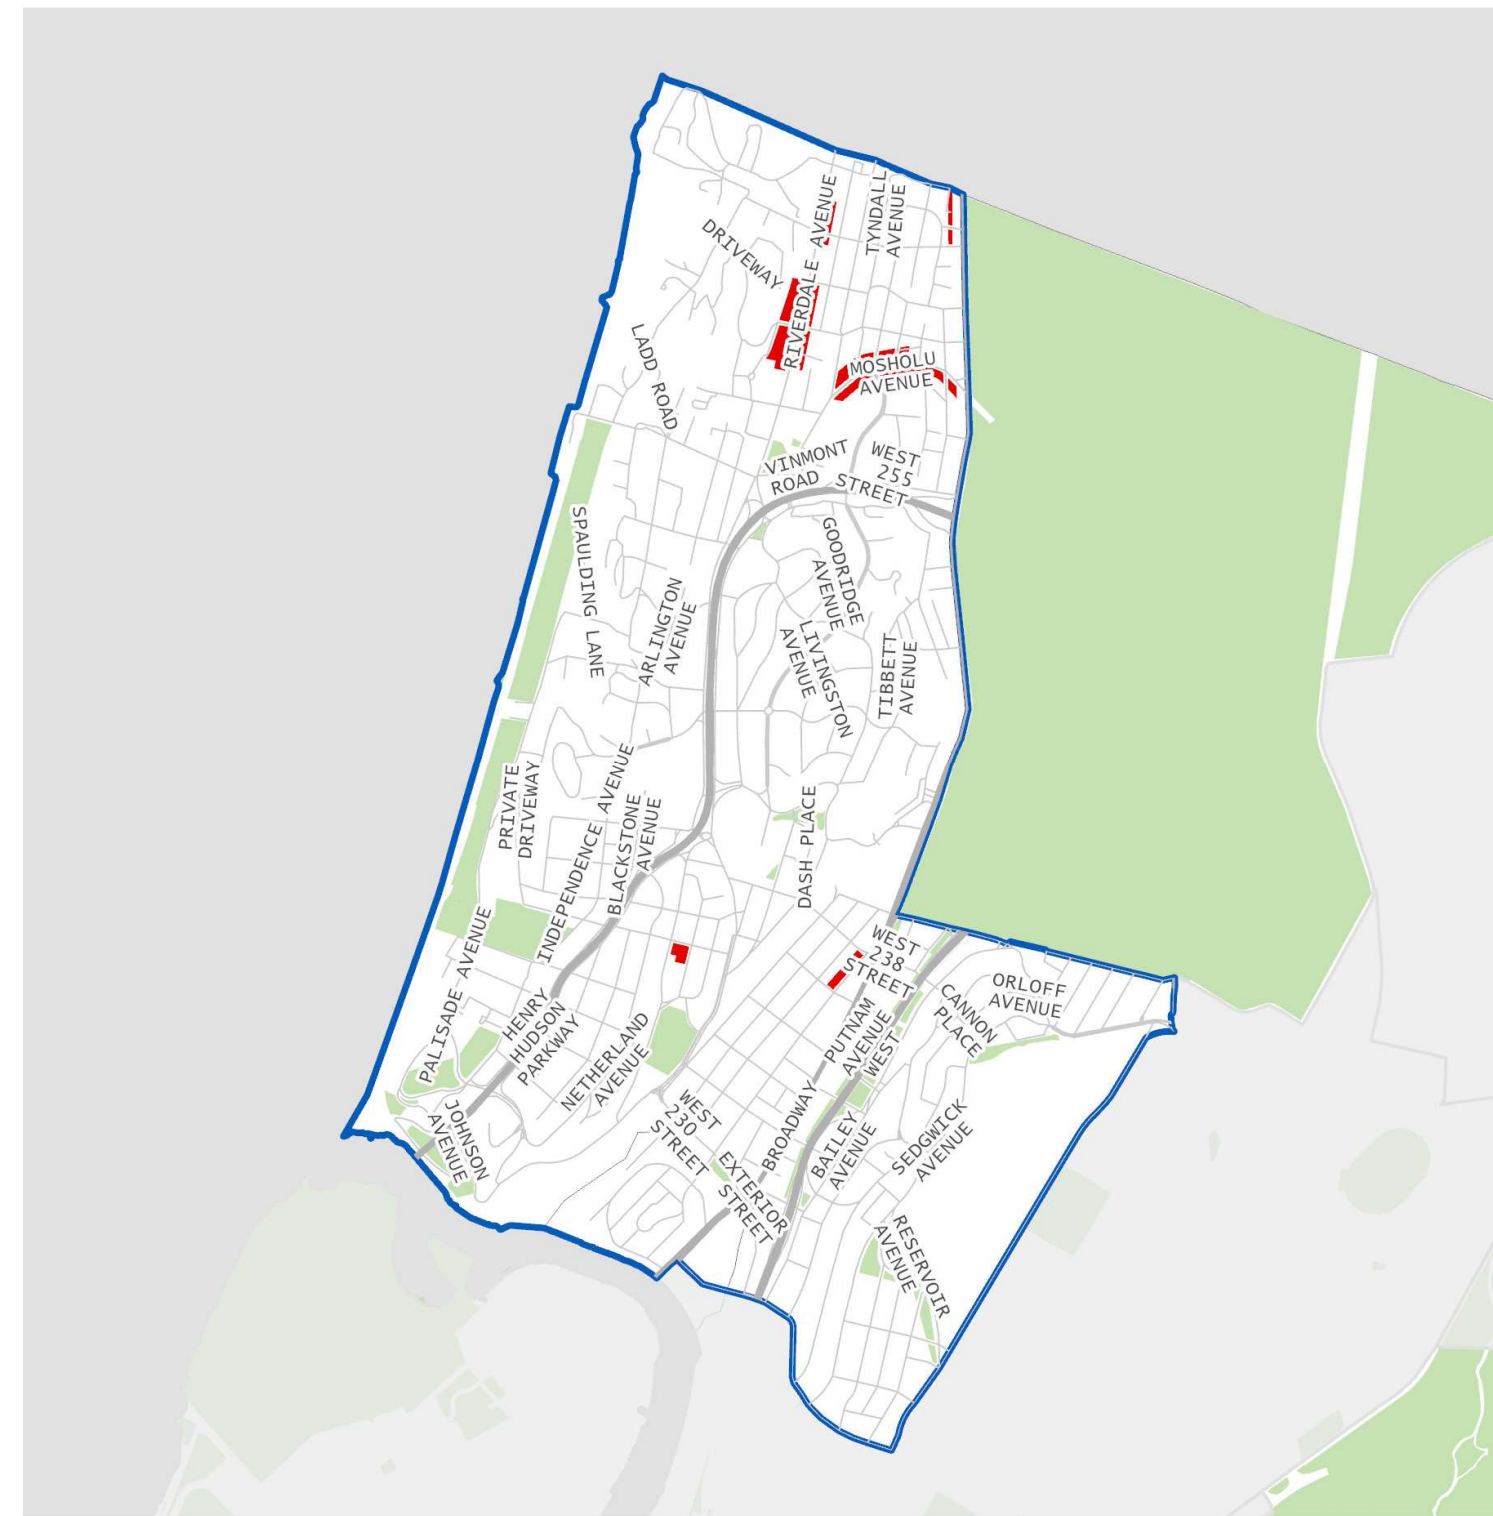 TYNDALL
AVENUE
RIVERDALE AVENUE
DRIVEWAY
LADD ROAD
MOSHOLU
AVENUE
VINMONT
ROAD
WEST
255
STREET
SPAULDING LANE
GOODRIDGE
AVENUE
ARLINGTON
AVENUE
LIVINGSTON
AVENUE
TIBBETT
AVENUE
PRIVATE
DRIVEWAY
INDEPENDENCE AVENUE
BLACKSTONE
AVENUE
DASH PLACE
PALISADE AVENUE
WEST
238
STREET
ORLOFF
AVENUE
CANNON
PLACE
HENRY
HUDSON
PARKWAY
NETHERLAND
AVENUE
PUTNAM
AVENUE
WEST
JOHNSON
AVENUE
WEST
230
STREET
BROADWAY
BAILEY
AVENUE
SEDGWICK
AVENUE
EXTERIOR
STREET
RESERVOIR
AVENUE